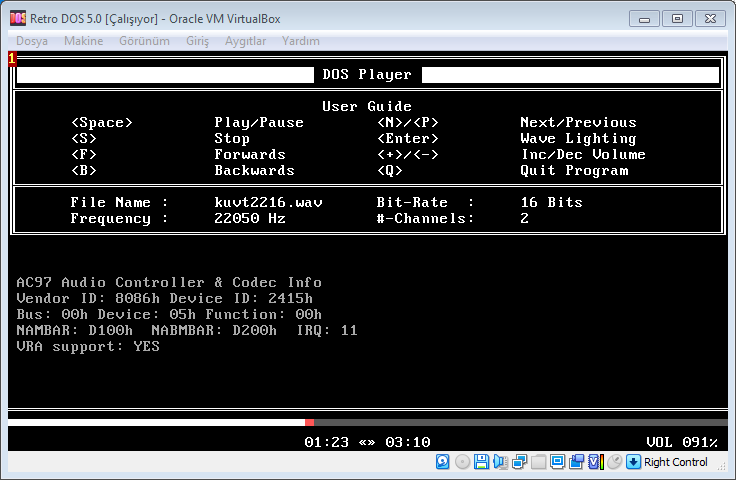 DOS Retro DOS 5.0 [Çalışıyor] - Oracle VM VirtualBox
Dosya Makine Görünüm Giriş Aygıtlar Yardım
1
DOS Player
User Guide
<Space> Play/Pause <N>/<P> Next/Previous
<S> Stop <Enter> Wave Lighting
<F> Forwards <+>/<-> Inc/Dec Volume
<B> Backwards <Q> Quit Program
File Name : kuvt2216.wav Bit-Rate : 16 Bits
Frequency : 22050 Hz #-Channels: 2
AC97 Audio Controller & Codec Info
Vendor ID: 8086h Device ID: 2415h
Bus: 00h Device: 05h Function: 00h
NAMBAR: D100h NABMBAR: D200h IRQ: 11
VRA support: YES
01:23 «» 03:10 VOL 091%
Right Control